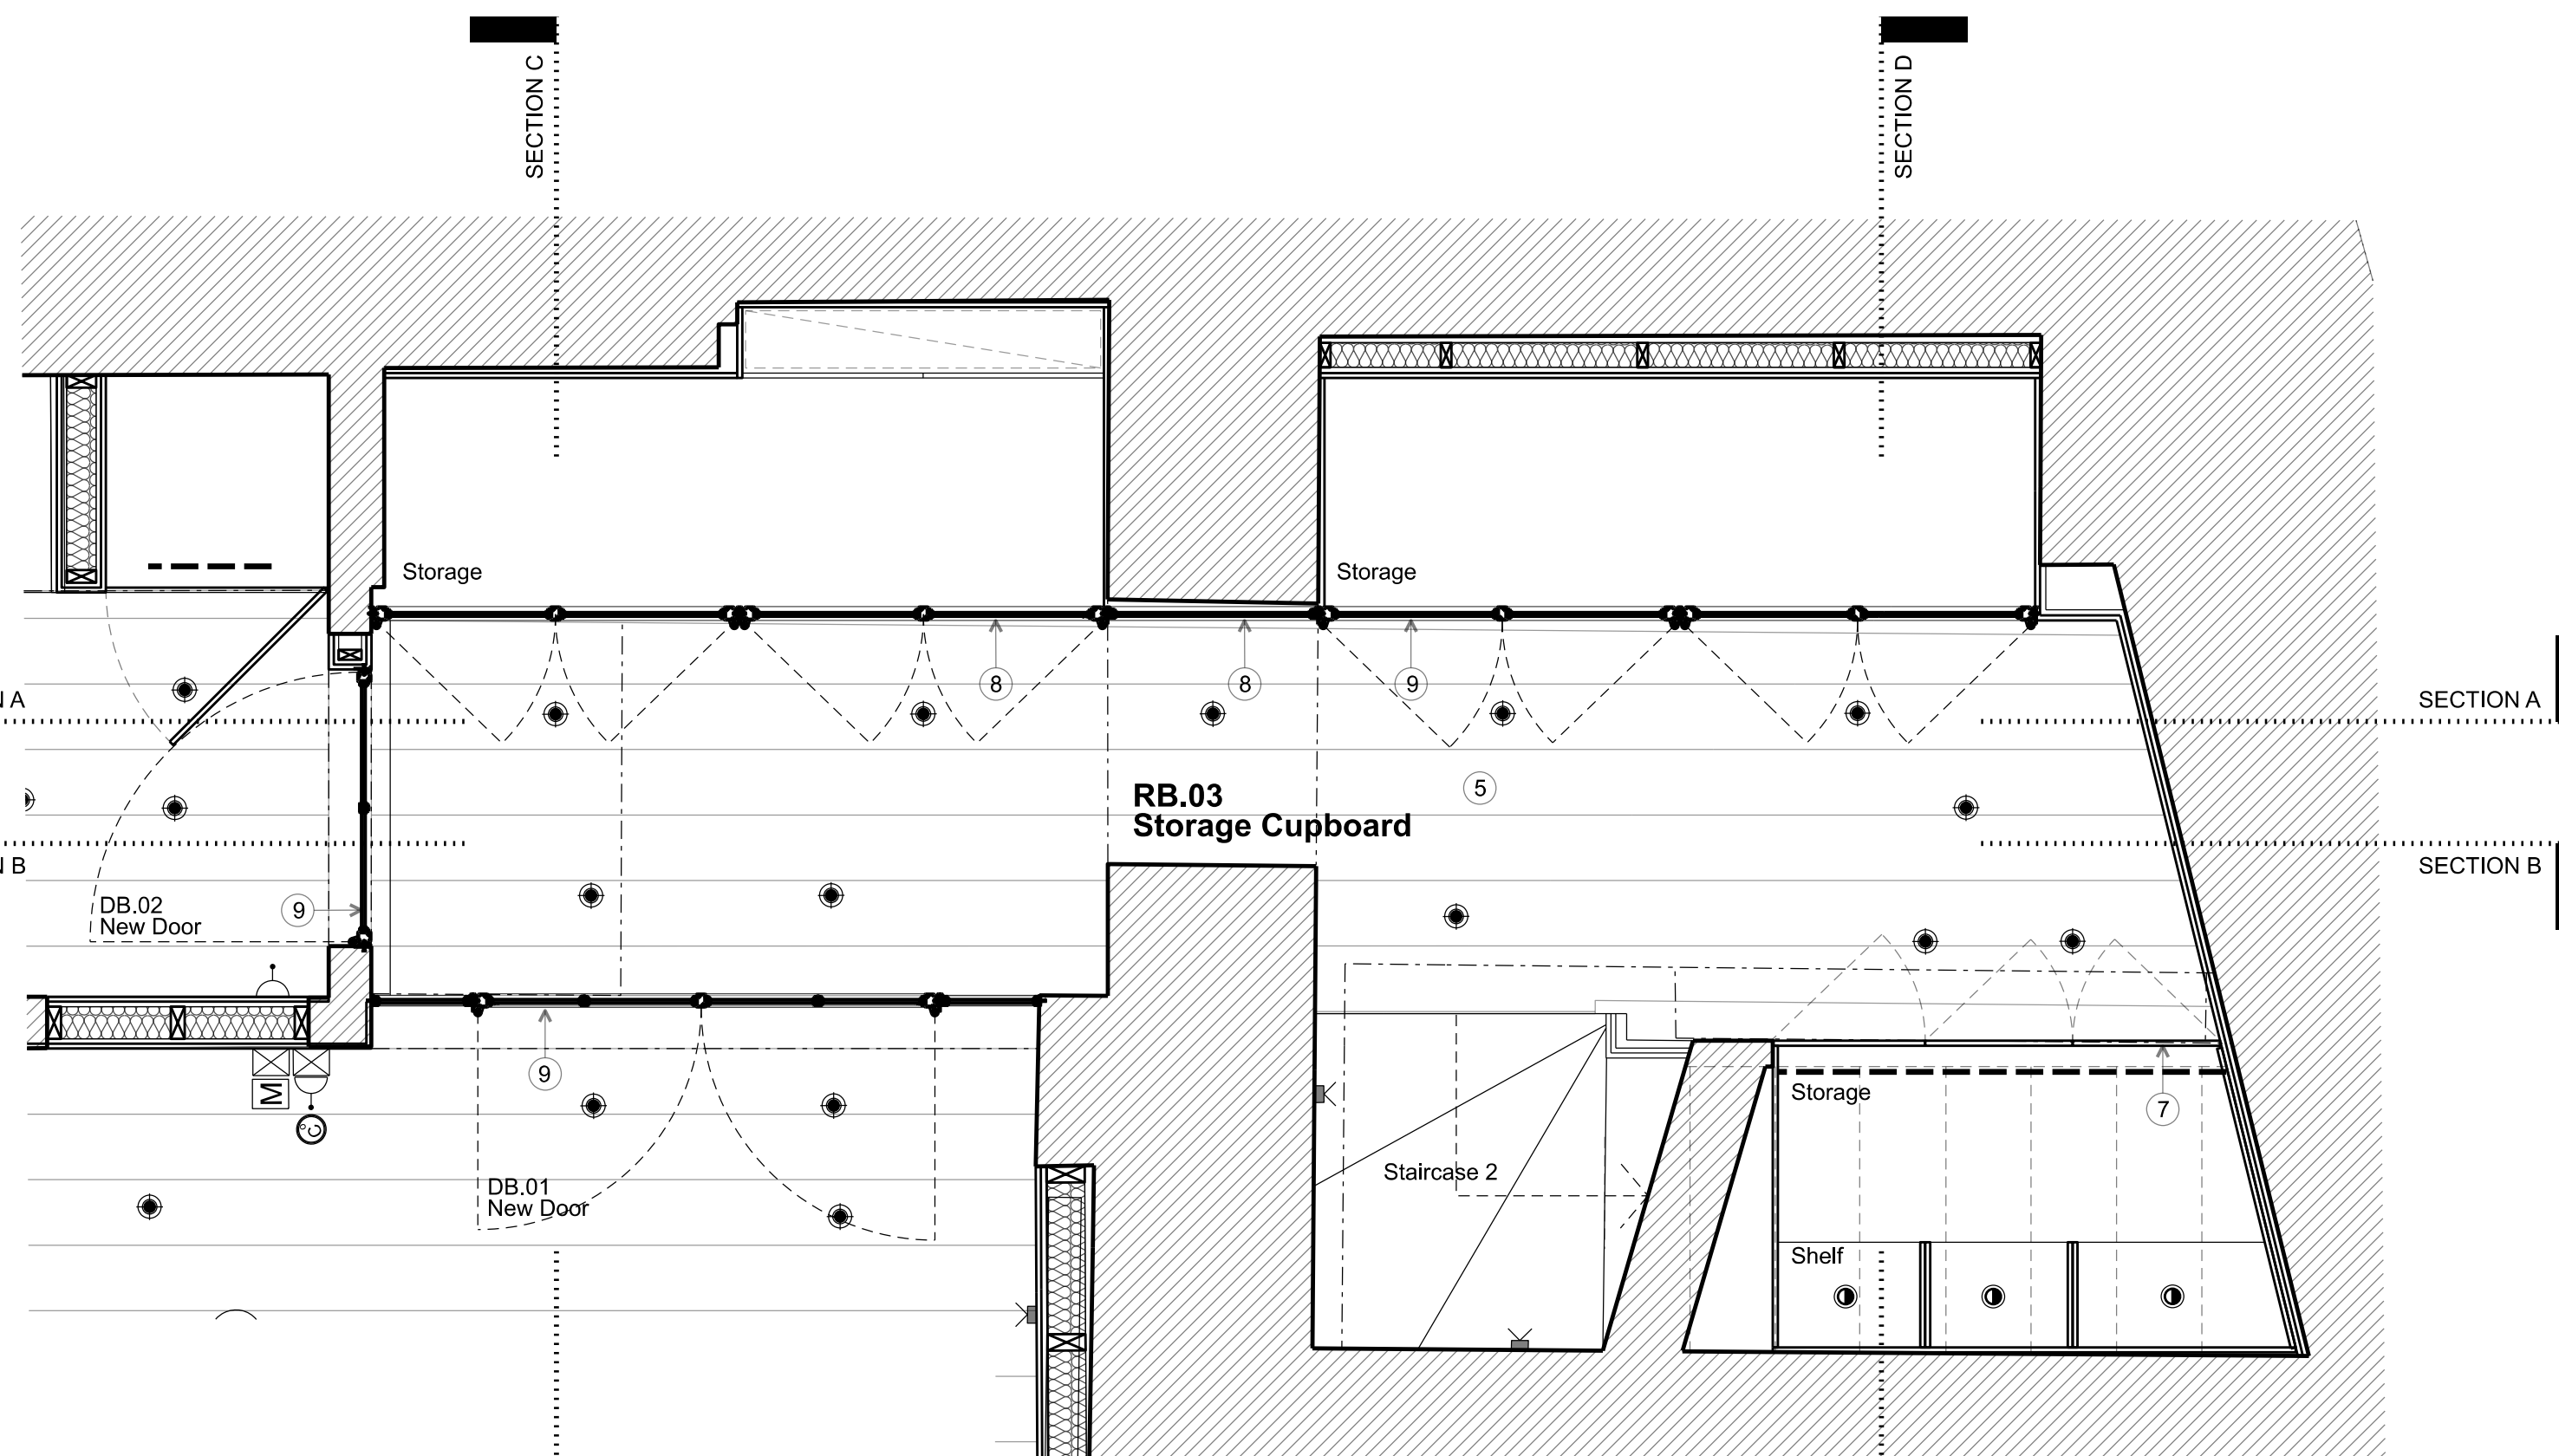 SECTION C
SECTION D
Storage
Storage
8
8
9
N A
SECTION A
5
RB.03
Storage Cupboard
N B
SECTION B
DB.02
New Door
9
9
M
°C
Storage
7
Staircase 2
DB.01
New Door
Shelf